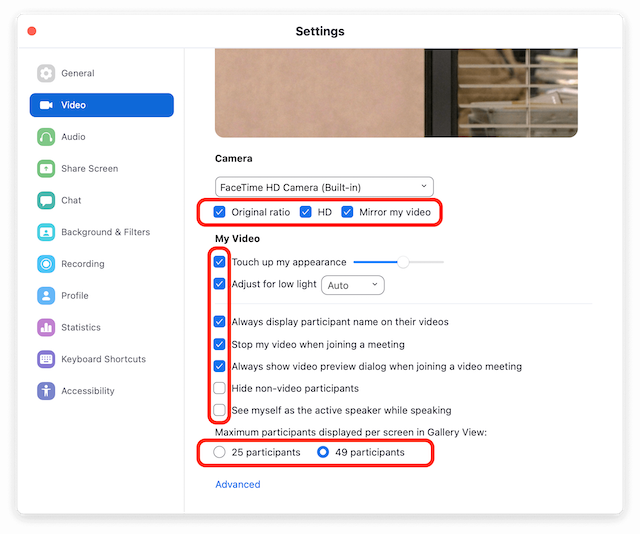 Settings
General
Video
Audio
Share Screen
Chat
Background & Filters
Recording
Profile
Statistics
Keyboard Shortcuts
Accessibility
Camera
FaceTime HD Camera (Built-in)
Original ratio HD Mirror my video
My Video
Touch up my appearance
Adjust for low light Auto
Always display participant name on their videos
Stop my video when joining a meeting
Always show video preview dialog when joining a video meeting
Hide non-video participants
See myself as the active speaker while speaking
Maximum participants displayed per screen in Gallery View:
25 participants 49 participants
Advanced